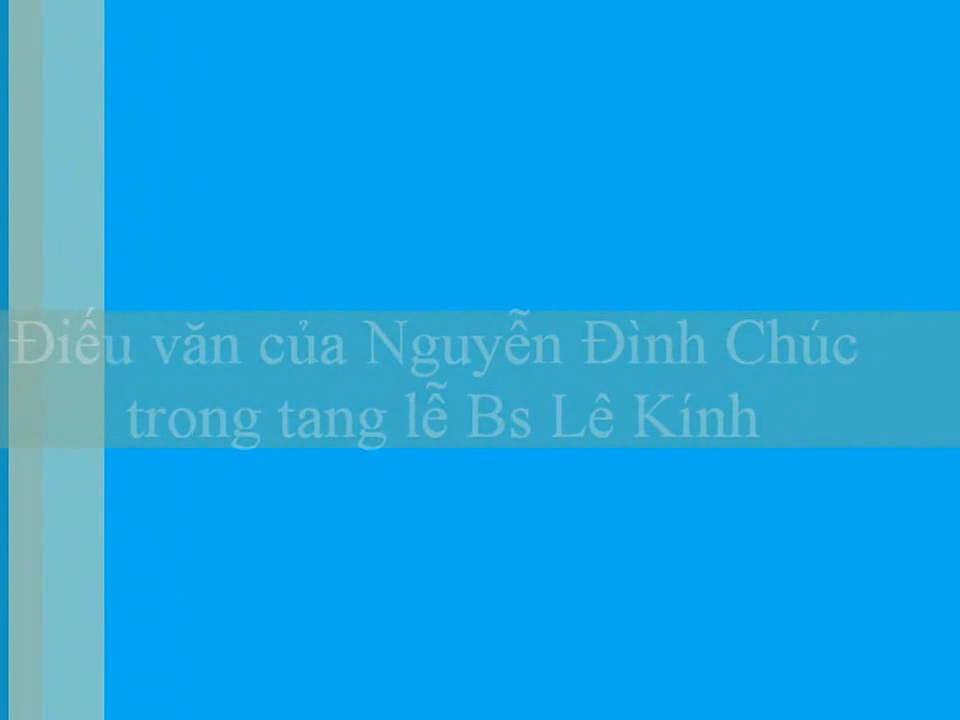 Điếu văn của Nguyễn Đình Chúc
trong tang lễ Bs Lê Kính